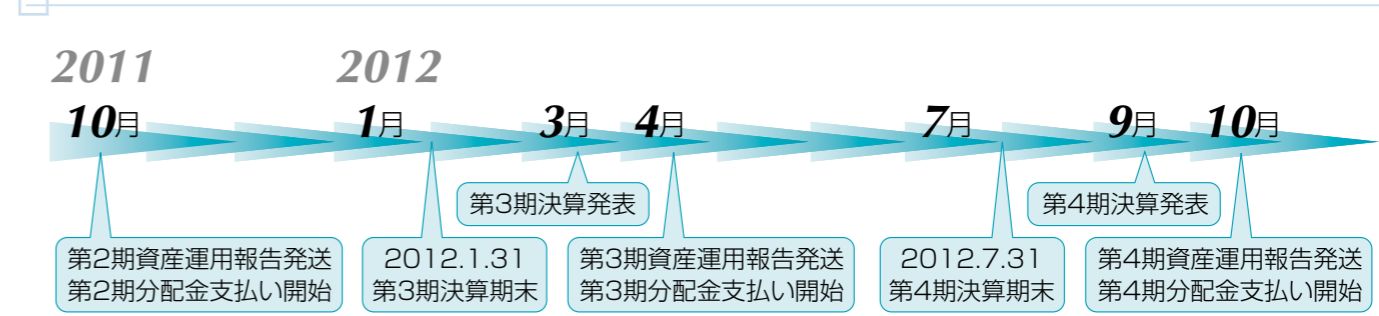 2011 2012
10月 1月 3月 4月 7月 9月 10月
第3期決算発表 第4期決算発表
第2期資産運用報告発送
第2期分配金支払い開始
2012.1.31
第3期決算期末
第3期資産運用報告発送
第3期分配金支払い開始
2012.7.31
第4期決算期末
第4期資産運用報告発送
第4期分配金支払い開始